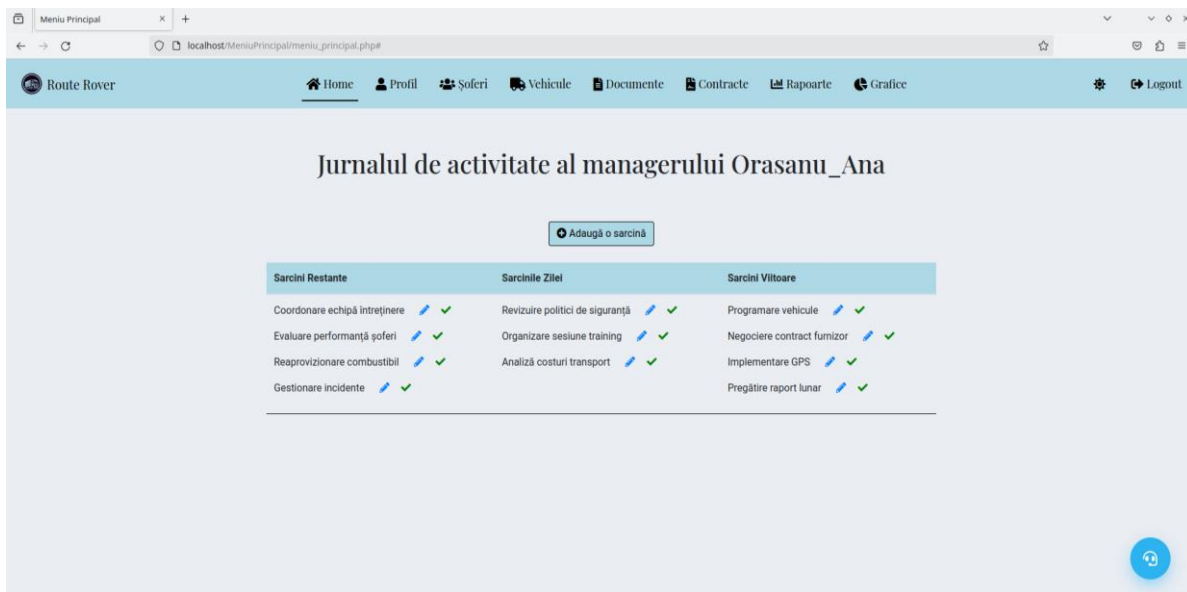 Meniu Principal
localhost/MeniuPrincipal/meniu_principal.php#
Route Rover Home Profil Șoferi Vehicule Documente Contracte Rapoarte Grafice Logout
Jurnalul de activitate al managerului Orasanu_Ana
Adaugă o sarcină
Sarcini Restante Sarcinile Zilei Sarcini Viitoare
Coordonare echipă întreținere Revizuire politici de siguranță Programare vehicule
Evaluare performanță șoferi Organizare sesiune training Negociere contract furnizor
Reaprovizionare combustibil Analiză costuri transport Implementare GPS
Gestionare incidente Pregătire raport lunar